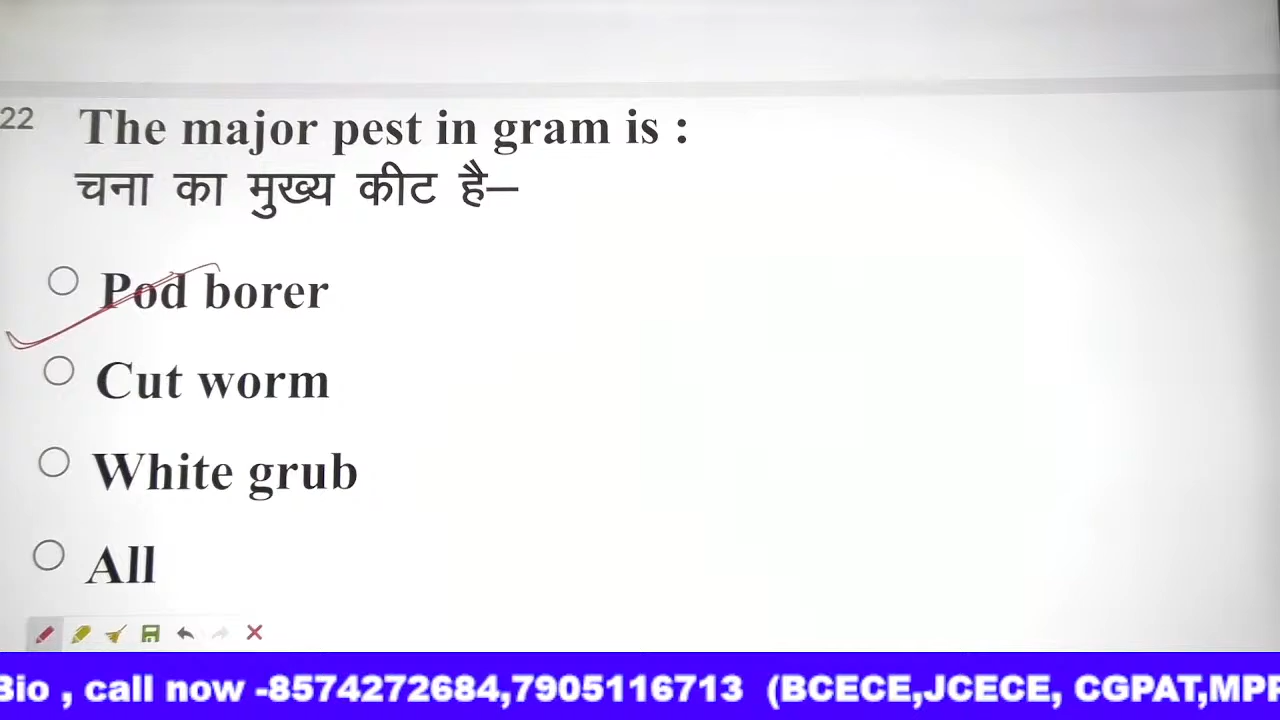 22
The major pest in gram is :
चना का मुख्य कीट है–
Pod borer
Cut worm
White grub
All
Bio , call now -8574272684,7905116713 (BCECE,JCECE, CGPAT,MPP